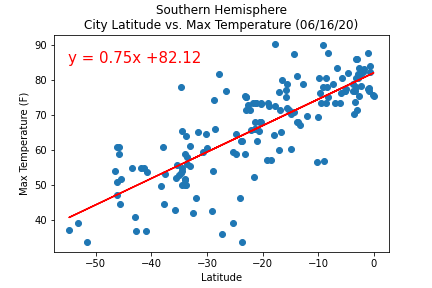 Southern Hemisphere
City Latitude vs. Max Temperature (06/16/20)
y = 0.75x +82.12
Max Temperature (F)
90
80
70
60
50
40
−50
−40
−30
−20
−10
0
Latitude